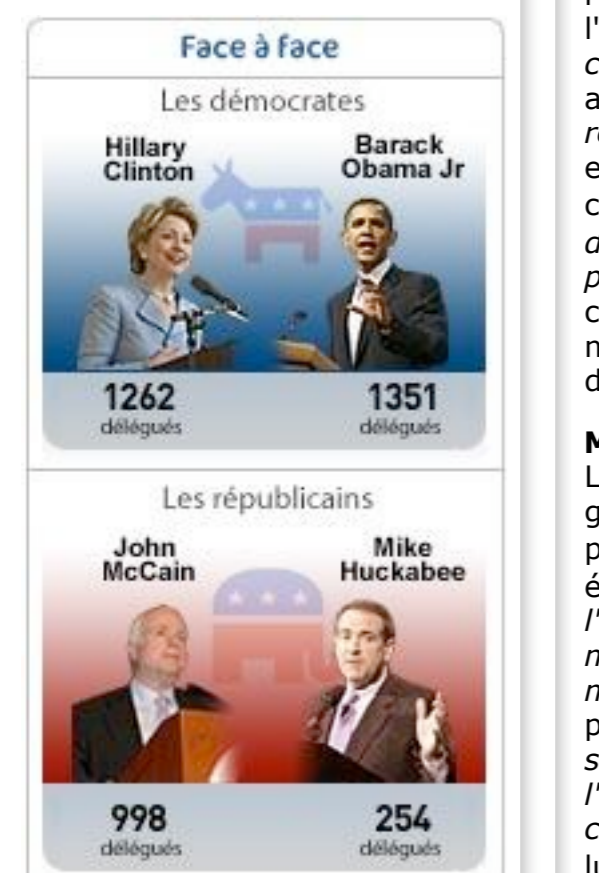 Face à face
Les démocrates
Hillary
Clinton
Barack
Obama Jr
1262
délégués
1351
délégués
Les républicains
John
McCain
Mike
Huckabee
998
délégués
254
délégués